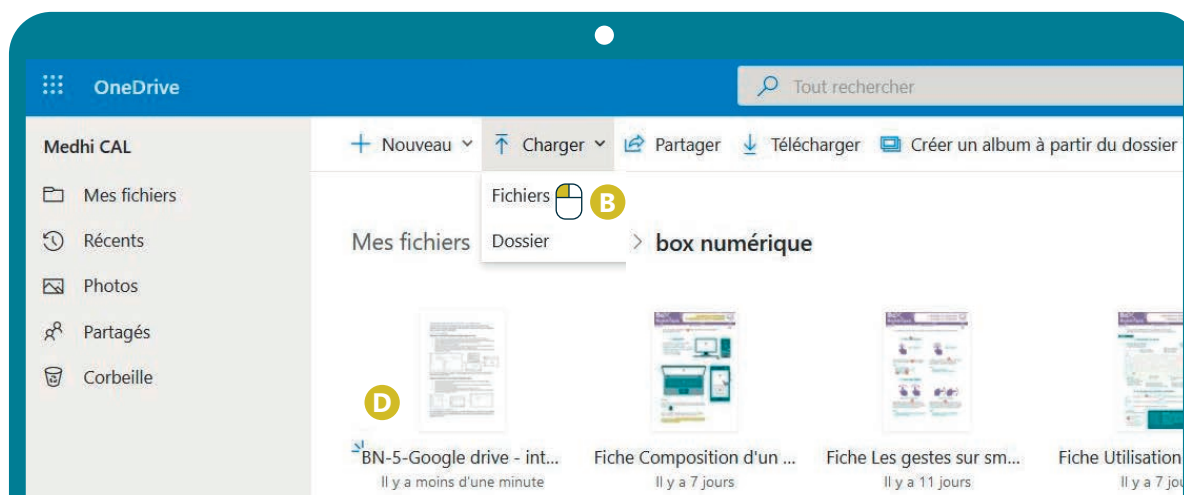 OneDrive
Tout rechercher
Medhi CAL
Nouveau
Charger
Partager
Télécharger
Créer un album à partir du dossier
Mes fichiers
Récents
Photos
Partagés
Corbeille
Fichiers
B
Dossier
Mes fichiers
> box numérique
D
BN-5-Google drive - int...
Il y a moins d'une minute
Fiche Composition d'un ...
Il y a 7 jours
Fiche Les gestes sur sm...
Il y a 11 jours
Fiche Utilisation
Il y a 7 jou